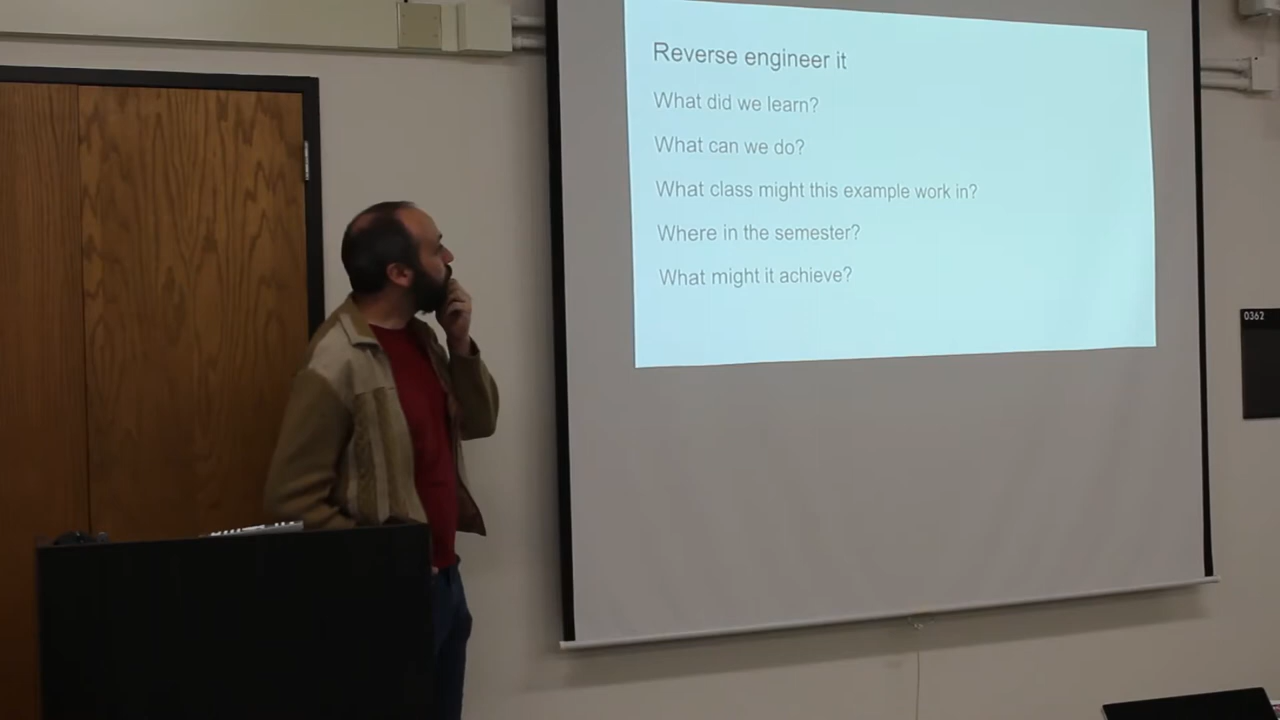 Reverse engineer it
What did we learn?
What can we do?
What class might this example work in?
Where in the semester?
What might it achieve?
0362